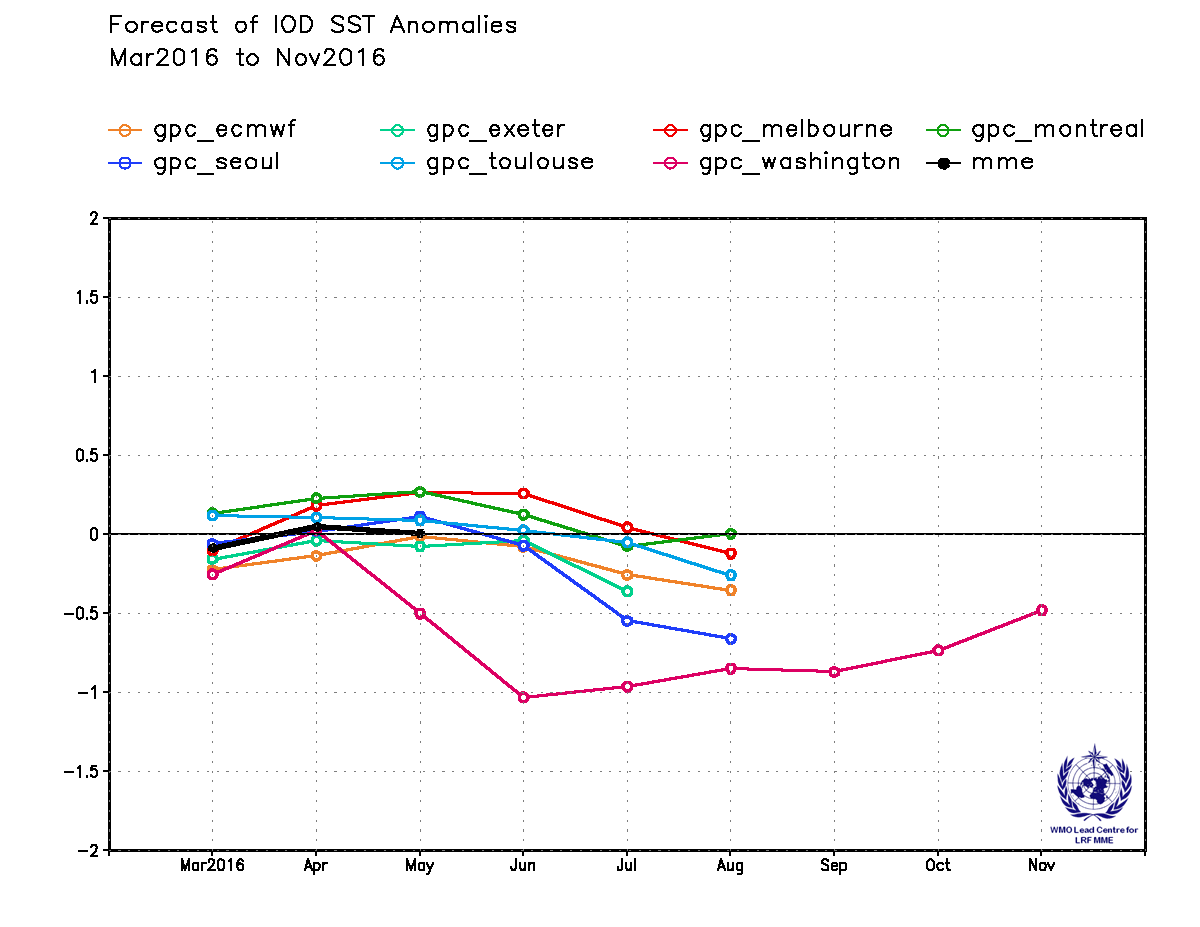 Forecast of IOD SST Anomalies
Mar2016 to Nov2016
gpc_ecmwf gpc_exeter gpc_melbourne gpc_montreal
gpc_seoul gpc_toulouse gpc_washington mme
2
1.5
1
0.5
0
−0.5
−1
−1.5
−2
Mar2016 Apr May Jun Jul Aug Sep Oct Nov
WMO Lead Centre for
LRF MME